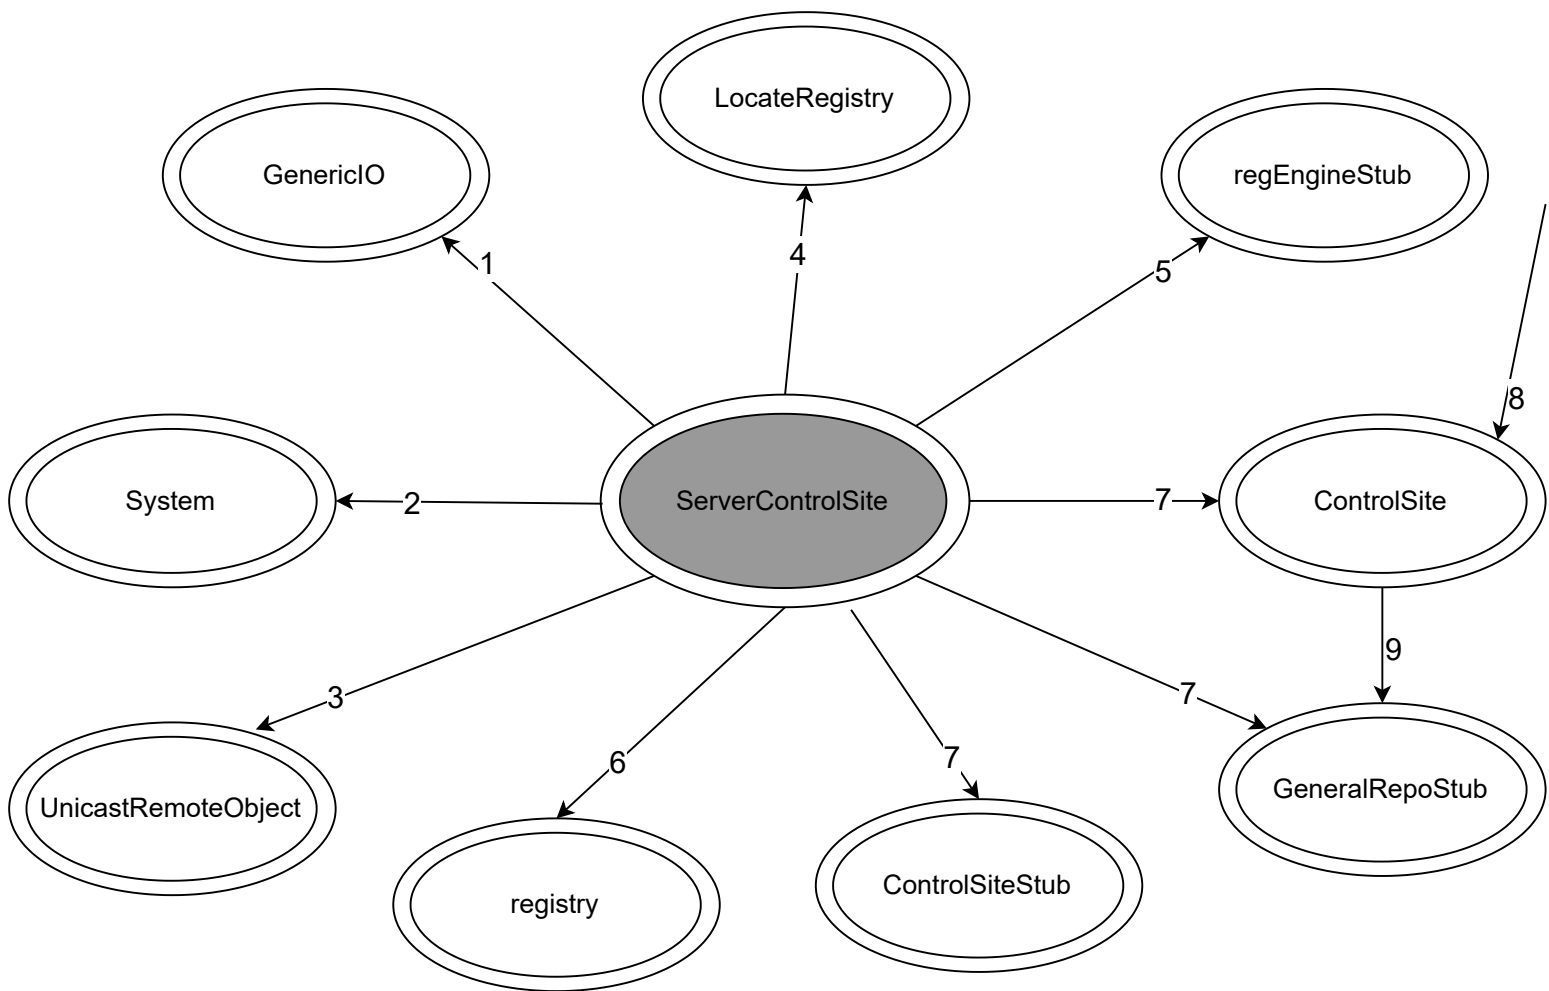 LocateRegistry
GenericIO
regEngineStub
4
1
5
8
System
2
ServerControlSite
7
ControlSite
9
3
7
6
7
UnicastRemoteObject
GeneralRepoStub
registry
ControlSiteStub